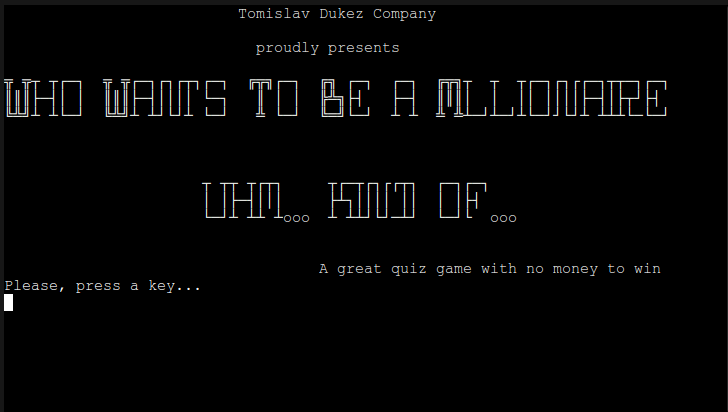 Tomislav Dukez Company
proudly presents
WHO WANTS TO BE A MLLIONAIRE
UHM... KIND OF ...
A great quiz game with no money to win
Please, press a key...